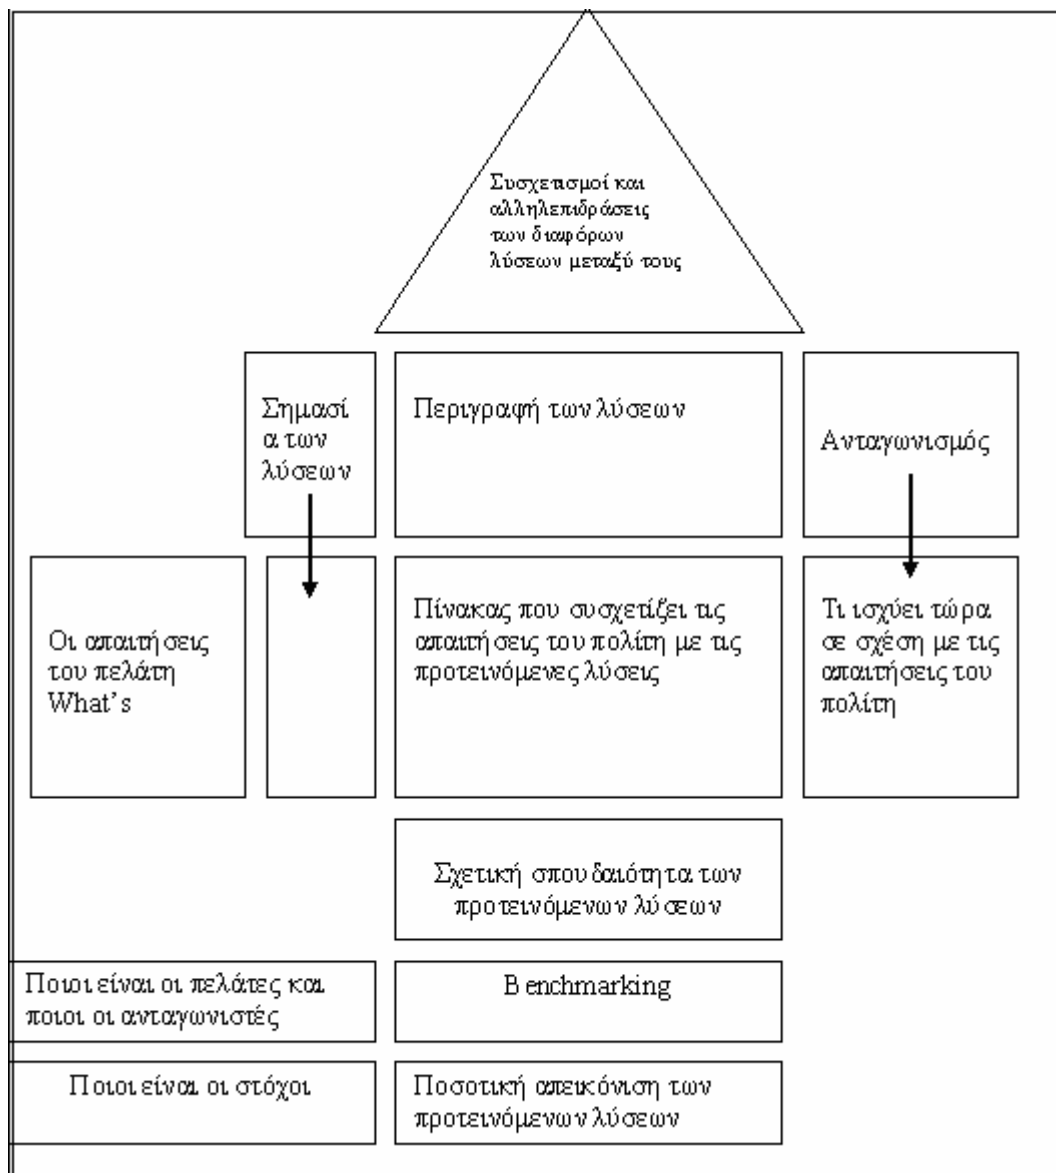 Συσχετισμοί και
αλληλεπιδράσεις
των διαφόρων
λύσεων μεταξύ τους
Σημασί
α των
λύσεων
Περιγραφή των λύσεων
Ανταγωνισμός
Οι απαιτήσεις
του πελάτη
What's
Πίνακας που συσχετίζει τις
απαιτήσεις του πολίτη με τις
προτεινόμενες λύσεις
Τι ισχύει τώρα
σε σχέση με τις
απαιτήσεις του
πολίτη
Σχετική σπουδαιότητα των
προτεινόμενων λύσεων
Ποιοι είναι οι πελάτες και
ποιοι οι ανταγωνιστές
Benchmarking
Ποιοι είναι οι στόχοι
Ποσοτική απεικόνιση των
προτεινόμενων λύσεων